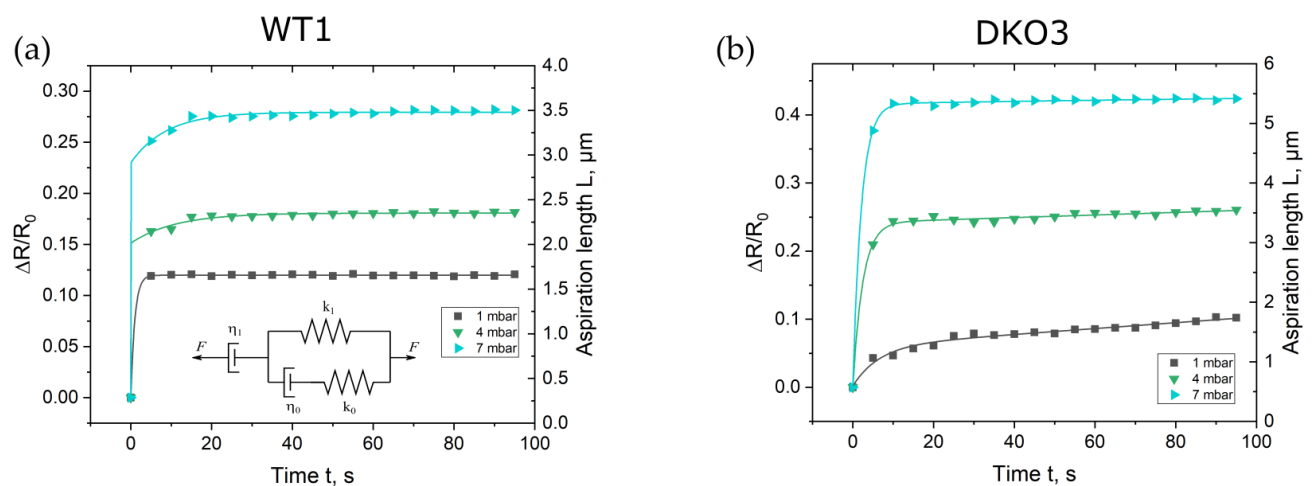 (a)
WT1
ΔR/R₀
0.30
0.25
0.20
0.15
0.10
0.05
0.00
4.0
3.5
3.0
2.5
2.0
1.5
1.0
0.5
0.0
Aspiration length L, µm
0 20 40 60 80 100
Time t, s
1 mbar
4 mbar
7 mbar
k₁
η₁
F
F
η₀
k₀
(b)
DKO3
ΔR/R₀
0.4
0.3
0.2
0.1
0.0
6
5
4
3
2
1
0
Aspiration length L, µm
0 20 40 60 80 100
Time t, s
1 mbar
4 mbar
7 mbar